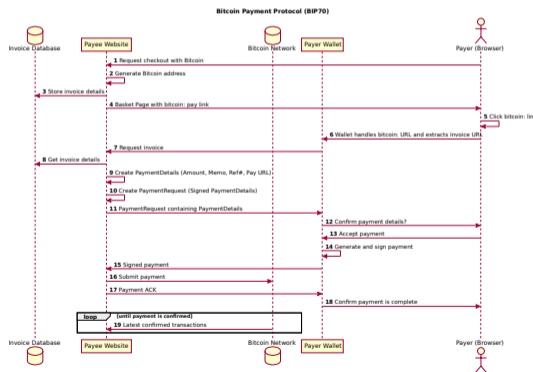 Bitcoin Payment Protocol (BIP70)
Invoice Database
Payee Website
Bitcoin Network
Payer Wallet
Payer (Browser)
1 Request checkout with Bitcoin
2 Generate Bitcoin address
3 Store invoice details
4 Basket Page with bitcoin: pay link
5 Click bitcoin: lin
6 Wallet handles bitcoin: URL and extracts invoice URL
7 Request invoice
8 Get invoice details
9 Create PaymentDetails (Amount, Memo, Ref#, Pay URL)
10 Create PaymentRequest (Signed PaymentDetails)
11 PaymentRequest containing PaymentDetails
12 Confirm payment details?
13 Accept payment
14 Generate and sign payment
15 Signed payment
16 Submit payment
17 Payment ACK
18 Confirm payment is complete
loop [until payment is confirmed]
19 Latest confirmed transactions
Invoice Database
Payee Website
Bitcoin Network
Payer Wallet
Payer (Browser)